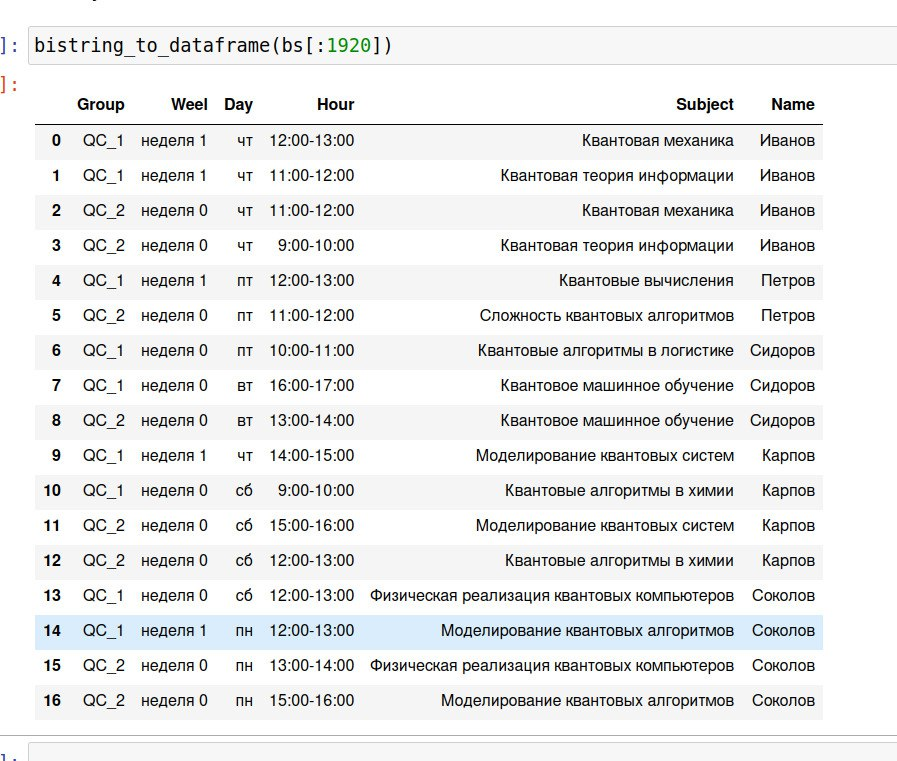 ]: bistring_to_dataframe(bs[:1920])
]:
Group Weel Day Hour Subject Name
0 QC_1 неделя 1 чт 12:00-13:00 Квантовая механика Иванов
1 QC_1 неделя 1 чт 11:00-12:00 Квантовая теория информации Иванов
2 QC_2 неделя 0 чт 11:00-12:00 Квантовая механика Иванов
3 QC_2 неделя 0 чт 9:00-10:00 Квантовая теория информации Иванов
4 QC_1 неделя 1 пт 12:00-13:00 Квантовые вычисления Петров
5 QC_2 неделя 0 пт 11:00-12:00 Сложность квантовых алгоритмов Петров
6 QC_1 неделя 0 пт 10:00-11:00 Квантовые алгоритмы в логистике Сидоров
7 QC_1 неделя 0 вт 16:00-17:00 Квантовое машинное обучение Сидоров
8 QC_2 неделя 0 вт 13:00-14:00 Квантовое машинное обучение Сидоров
9 QC_1 неделя 1 чт 14:00-15:00 Моделирование квантовых систем Карпов
10 QC_1 неделя 0 сб 9:00-10:00 Квантовые алгоритмы в химии Карпов
11 QC_2 неделя 0 сб 15:00-16:00 Моделирование квантовых систем Карпов
12 QC_2 неделя 0 сб 12:00-13:00 Квантовые алгоритмы в химии Карпов
13 QC_1 неделя 0 сб 12:00-13:00 Физическая реализация квантовых компьютеров Соколов
14 QC_1 неделя 1 пн 12:00-13:00 Моделирование квантовых алгоритмов Соколов
15 QC_2 неделя 0 пн 13:00-14:00 Физическая реализация квантовых компьютеров Соколов
16 QC_2 неделя 0 пн 15:00-16:00 Моделирование квантовых алгоритмов Соколов
]: